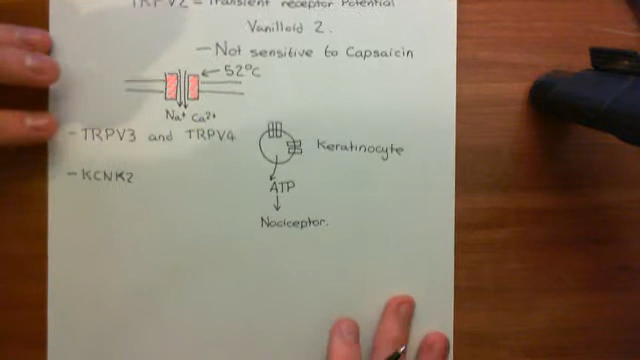 TRPV2 = Transient receptor Potential
Vanilloid 2.
- Not sensitive to Capsaicin
52°C
Na⁺ Ca²⁺
- TRPV3 and TRPV4
Keratinocyte
- KCNK2
ATP
Nociceptor.